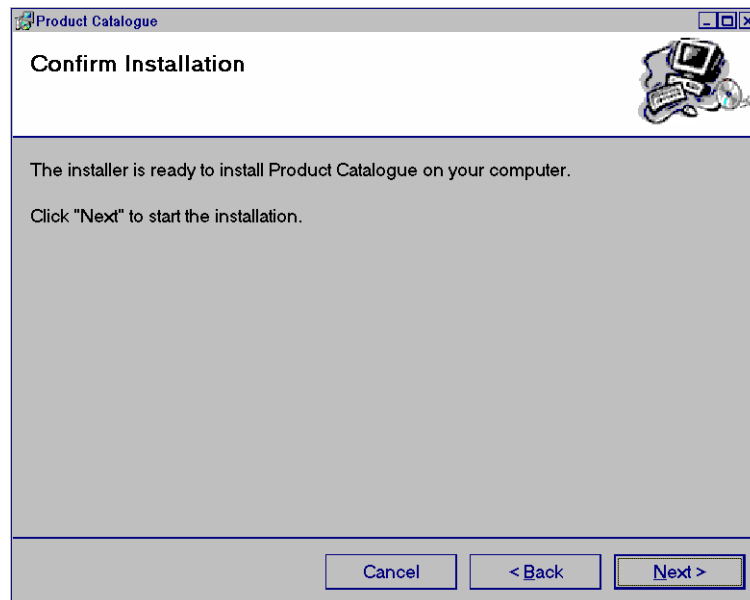 Product Catalogue
Confirm Installation
The installer is ready to install Product Catalogue on your computer.
Click "Next" to start the installation.
Cancel
< Back
Next >